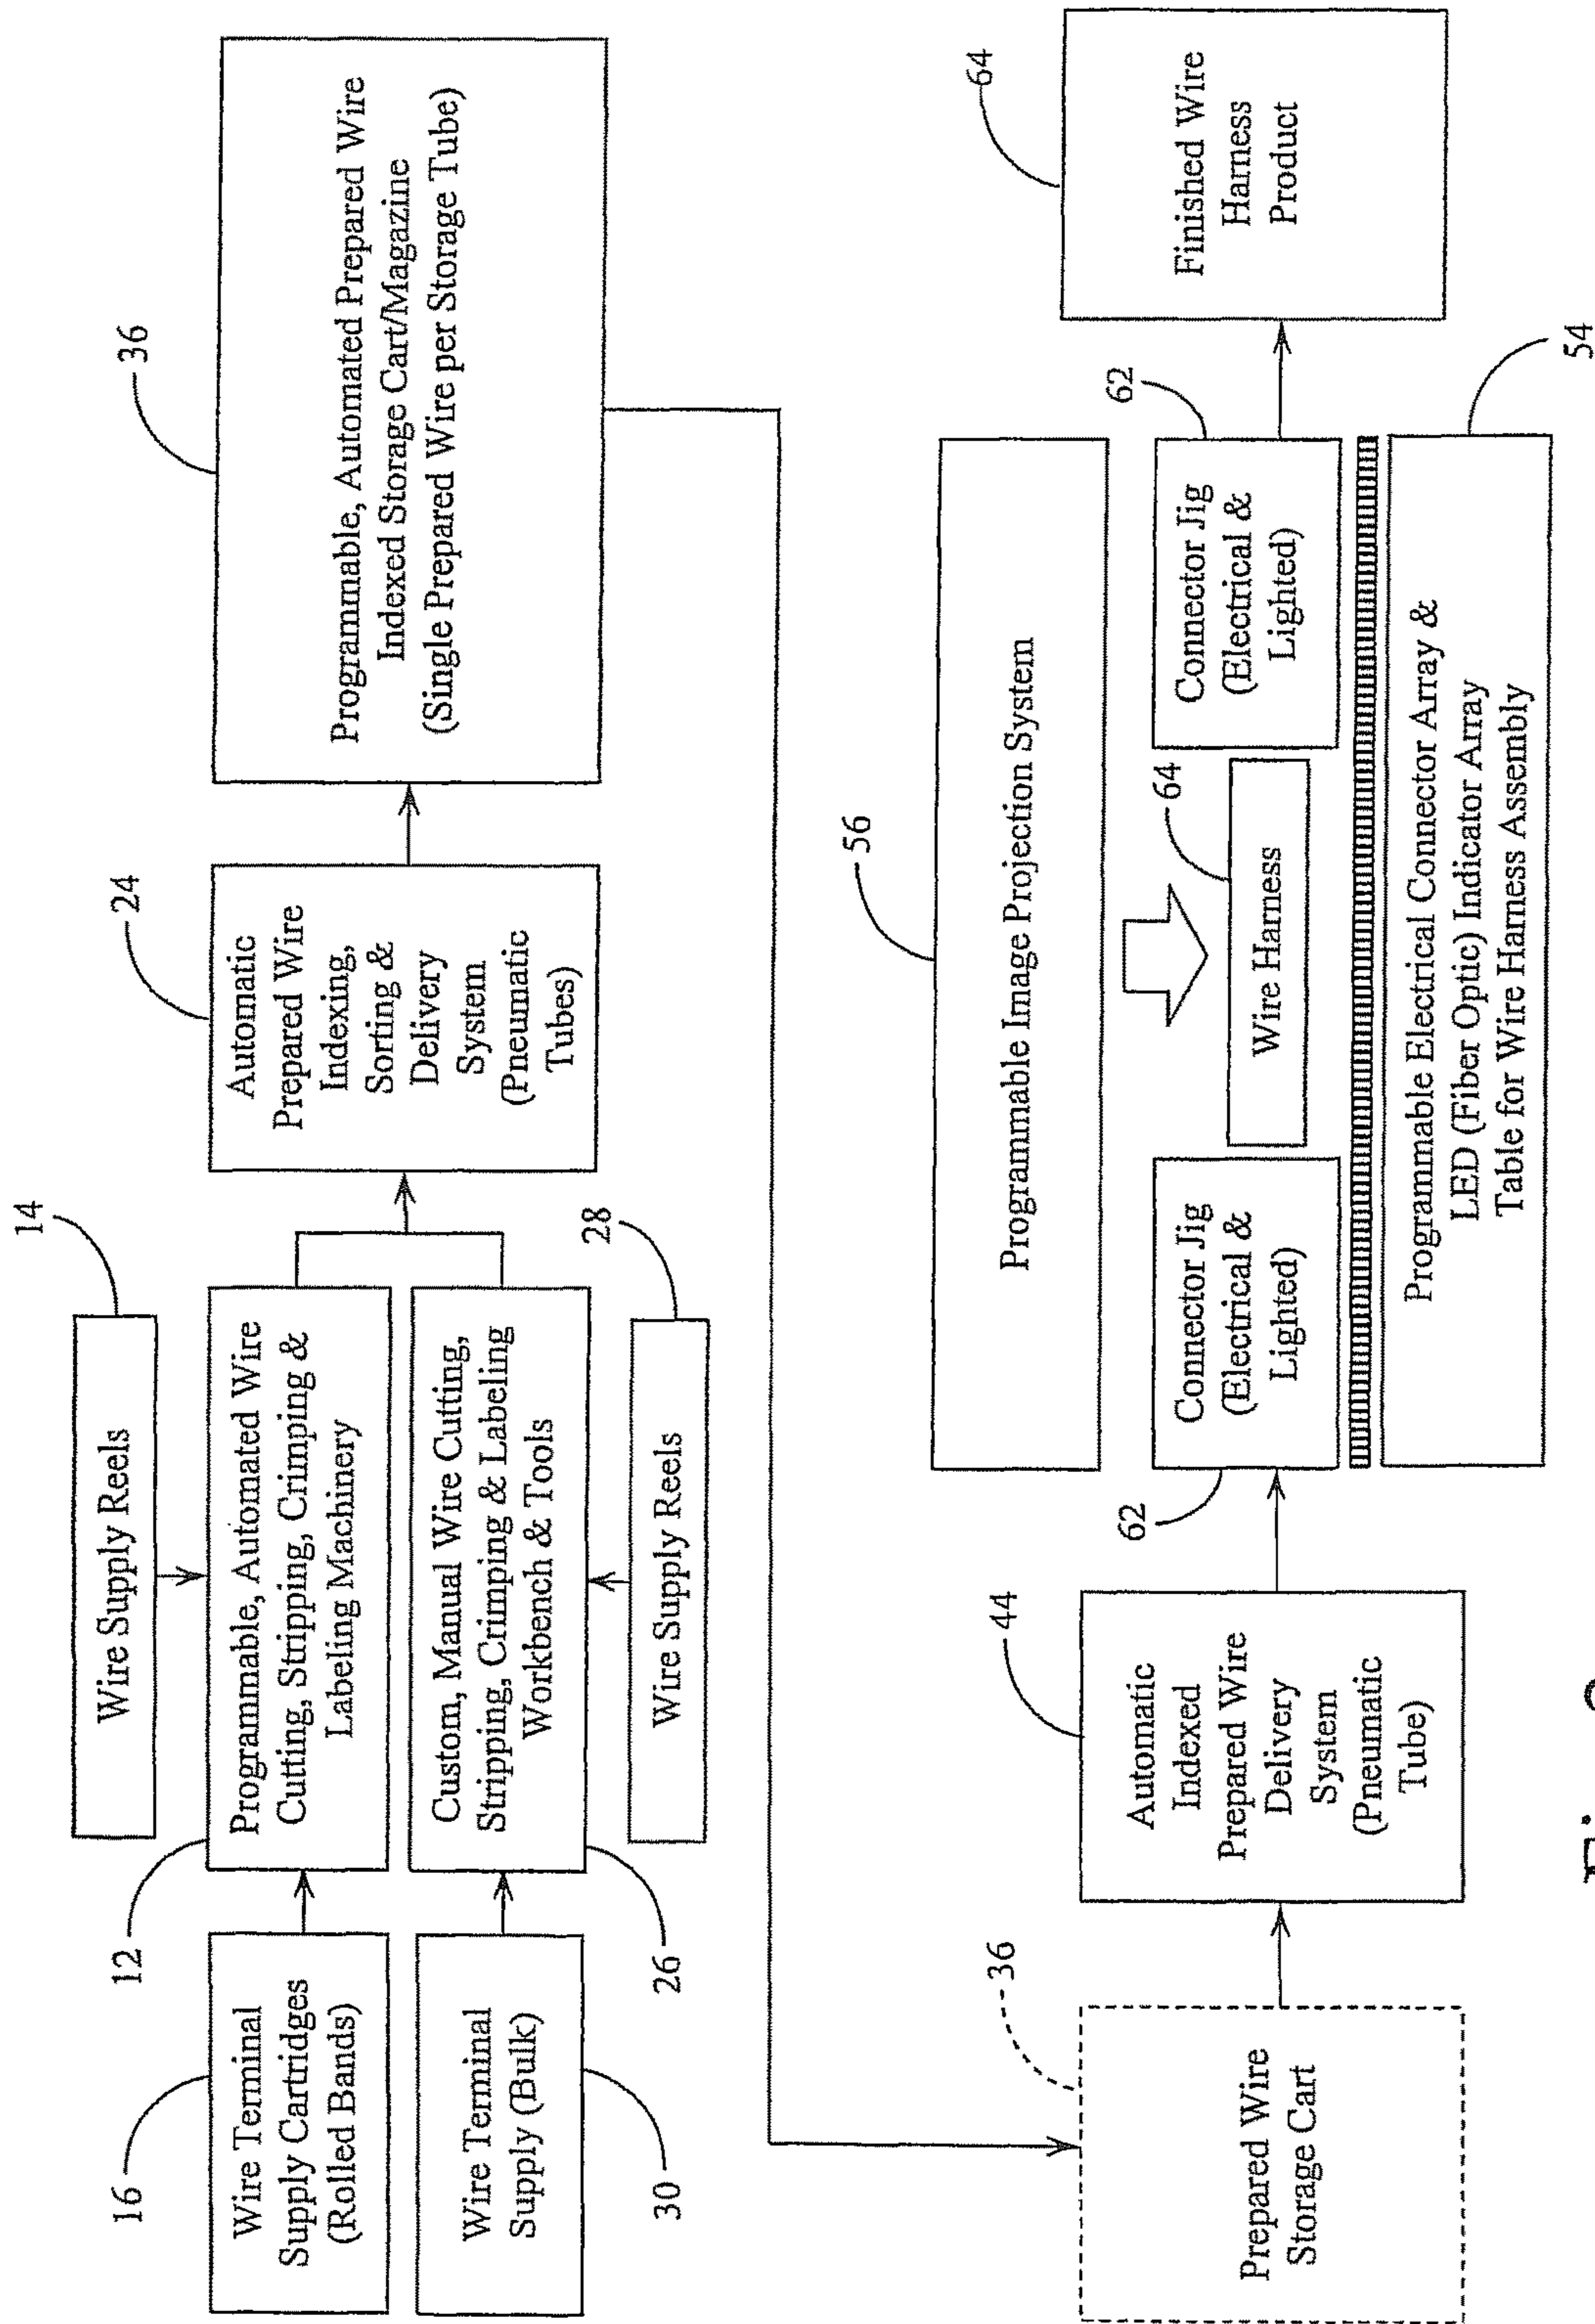 14
Wire Supply Reels
16
Wire Terminal
Supply Cartridges
(Rolled Bands)
12
Programmable, Automated Wire
Cutting, Stripping, Crimping &
Labeling Machinery
Wire Terminal
Supply (Bulk)
30
Custom, Manual Wire Cutting,
Stripping, Crimping & Labeling
Workbench & Tools
26
Wire Supply Reels
28
24
Automatic
Prepared Wire
Indexing,
Sorting &
Delivery
System
(Pneumatic
Tubes)
36
Programmable, Automated Prepared Wire
Indexed Storage Cart/Magazine
(Single Prepared Wire per Storage Tube)
36
Prepared Wire
Storage Cart
44
Automatic
Indexed
Prepared Wire
Delivery
System
(Pneumatic
Tube)
56
Programmable Image Projection System
62
Connector Jig
(Electrical &
Lighted)
64
Wire Harness
62
Connector Jig
(Electrical &
Lighted)
Programmable Electrical Connector Array &
LED (Fiber Optic) Indicator Array
Table for Wire Harness Assembly
54
64
Finished Wire
Harness
Product